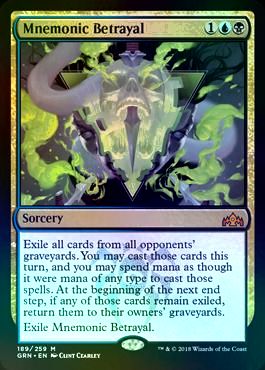 Mnemonic Betrayal 1
Sorcery
Exile all cards from all opponents'
graveyards. You may cast those cards this
turn, and you may spend mana as though
it were mana of any type to cast those
spells. At the beginning of the next end
step, if any of those cards remain exiled,
return them to their owners' graveyards.
Exile Mnemonic Betrayal.
189/259 M
GRN • EN CLINT CEARLEY
™ & © 2018 Wizards of the Coast